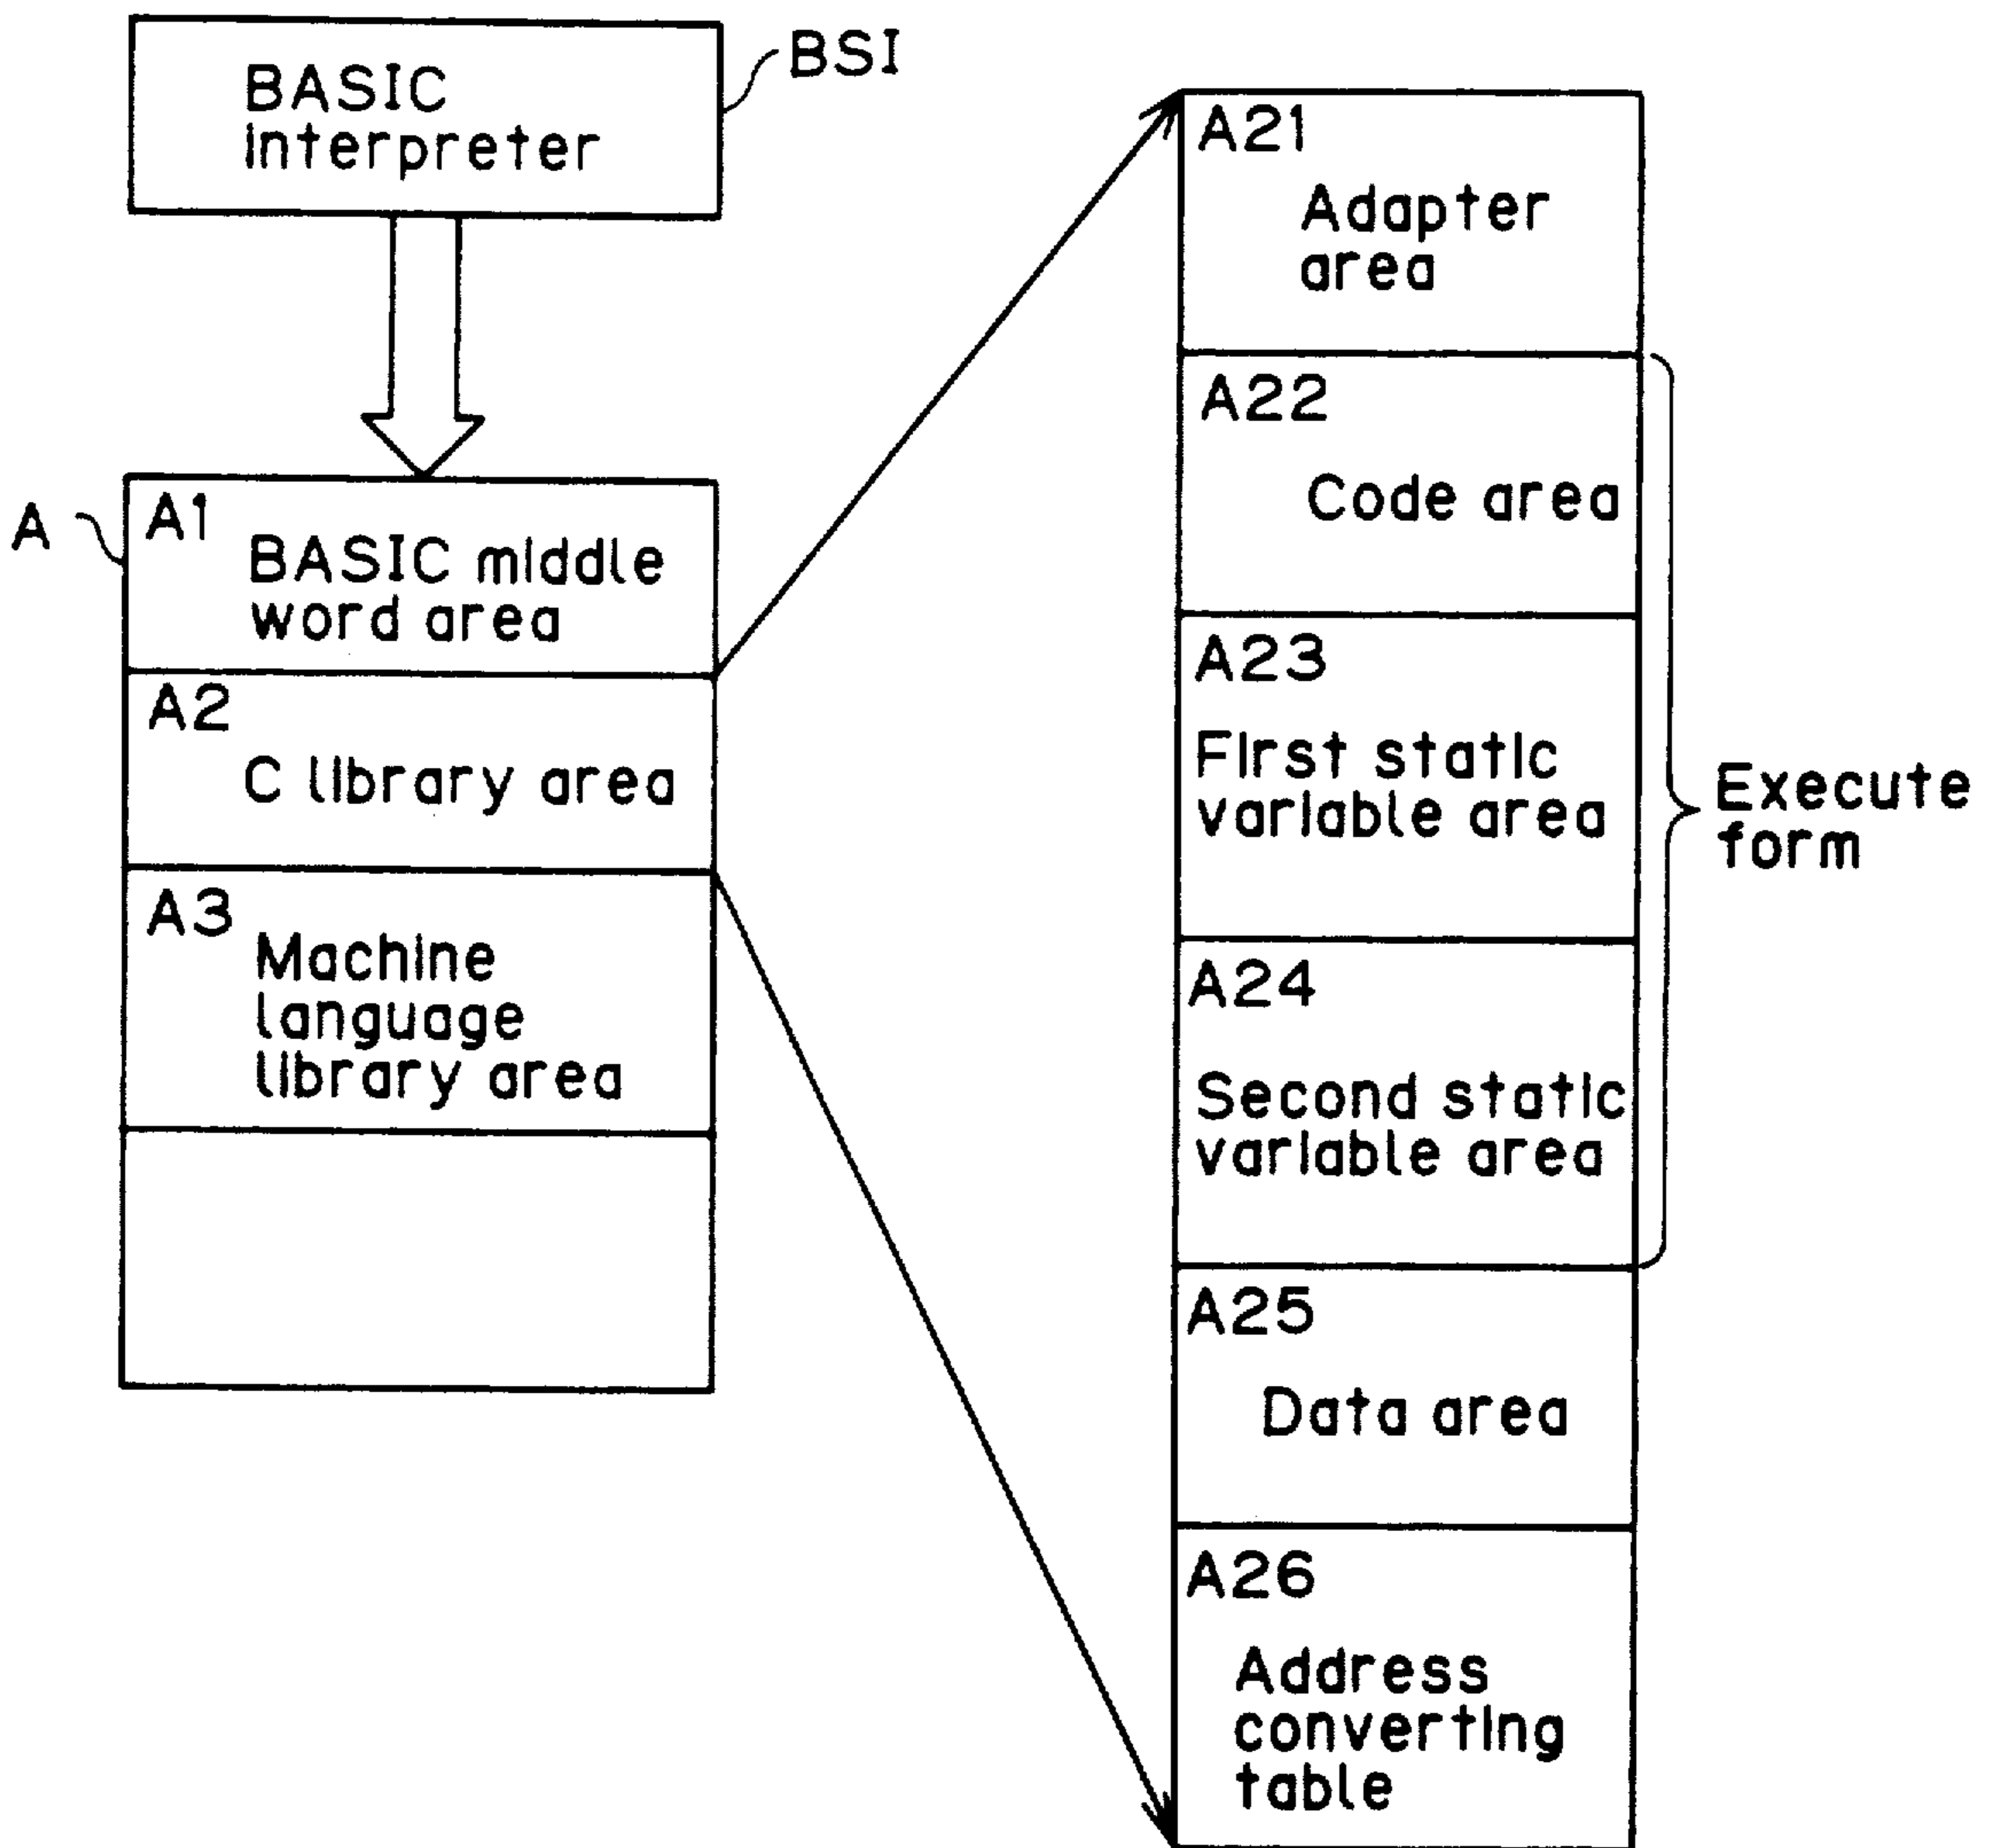 BASIC
interpreter
BSI
A
A1
BASIC middle
word area
A2
C library area
A3
Machine
language
library area
A21
Adapter
area
A22
Code area
A23
First static
variable area
A24
Second static
variable area
Execute
form
A25
Data area
A26
Address
converting
table